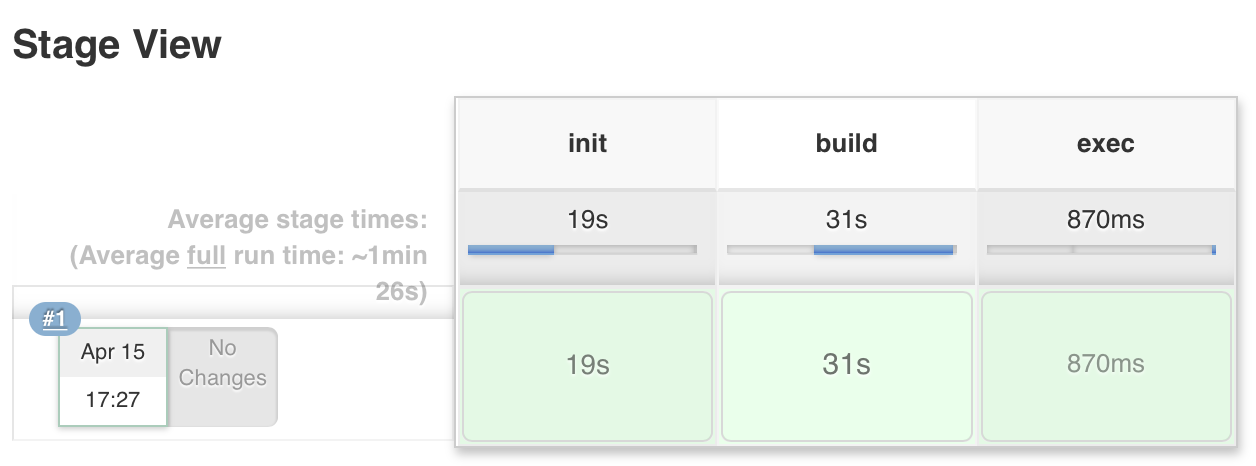 Stage View
init
build
exec
Average stage times:
(Average full run time: ~1min
26s)
19s
31s
870ms
#1
Apr 15
17:27
No
Changes
19s
31s
870ms